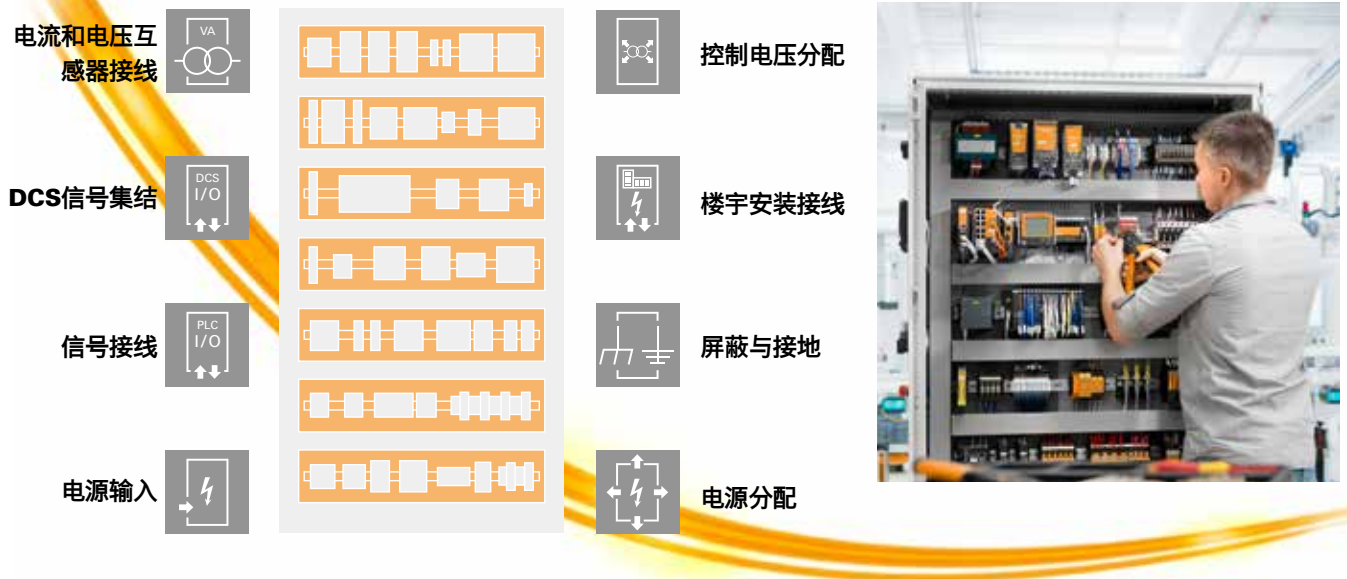 电流和电压互
感器接线
VA
控制电压分配
DCS信号集结
DCS
I/O
楼宇安装接线
信号接线
PLC
I/O
屏蔽与接地
电源输入
电源分配